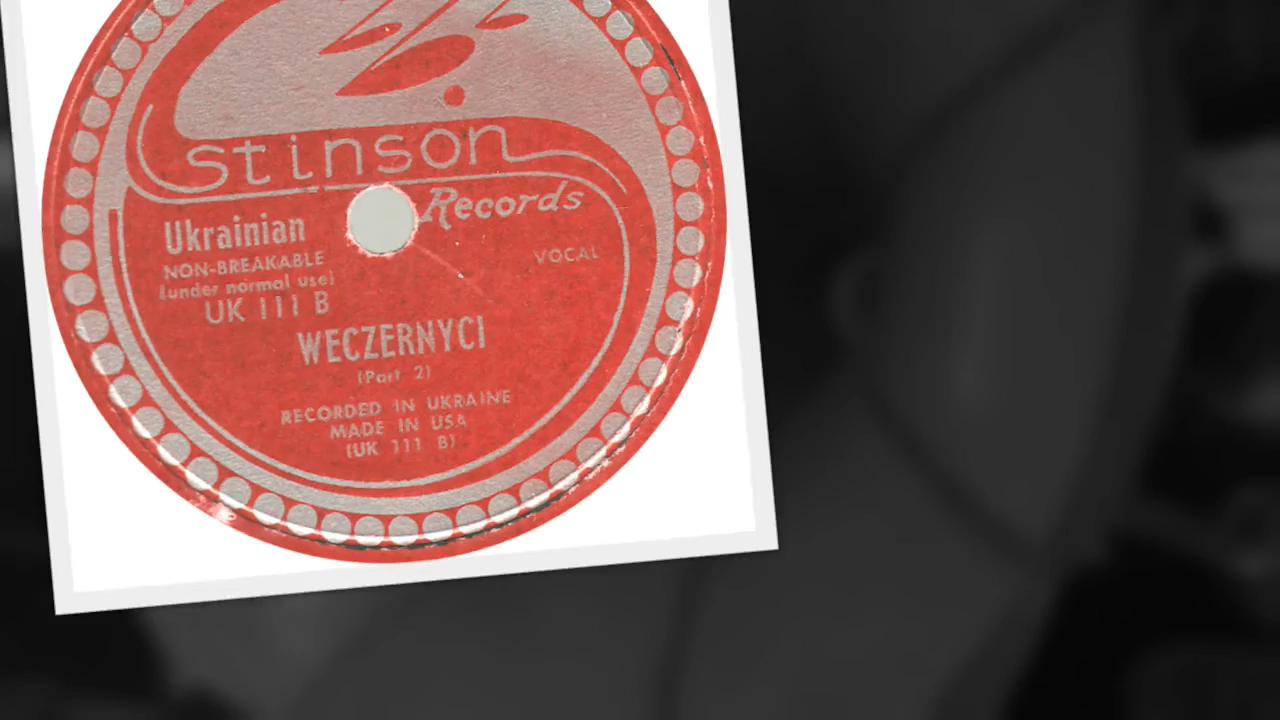 Stinson
Records
Ukrainian
NON-BREAKABLE
(under normal use)
VOCAL
UK 111 B
WECZERNYCI
(Part 2)
RECORDED IN UKRAINE
MADE IN USA
(UK 111 B)